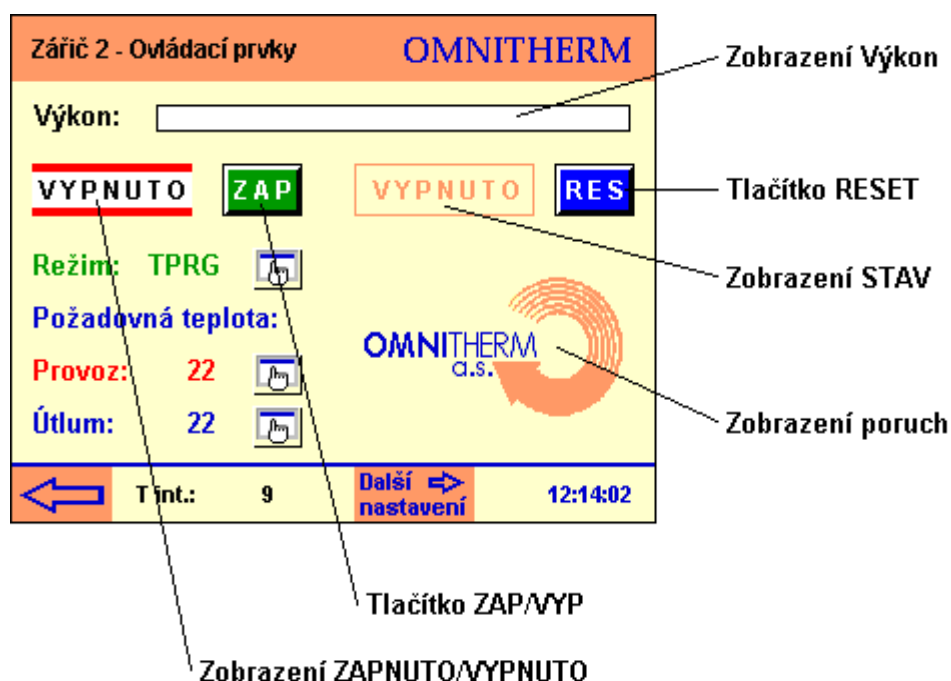 Zářič 2 - Ovládací prvky OMNITHERM
Zobrazení Výkon
Výkon:
VYPNUTO ZAP VYPNUTO RES
Tlačítko RESET
Režim: TPRG
Zobrazení STAV
Požadovná teplota:
OMNITHERM
a.s.
Provoz: 22
Útlum: 22
Zobrazení poruch
T int.: 9
Další
nastavení
12:14:02
Tlačítko ZAP/VYP
Zobrazení ZAPNUTO/VYPNUTO